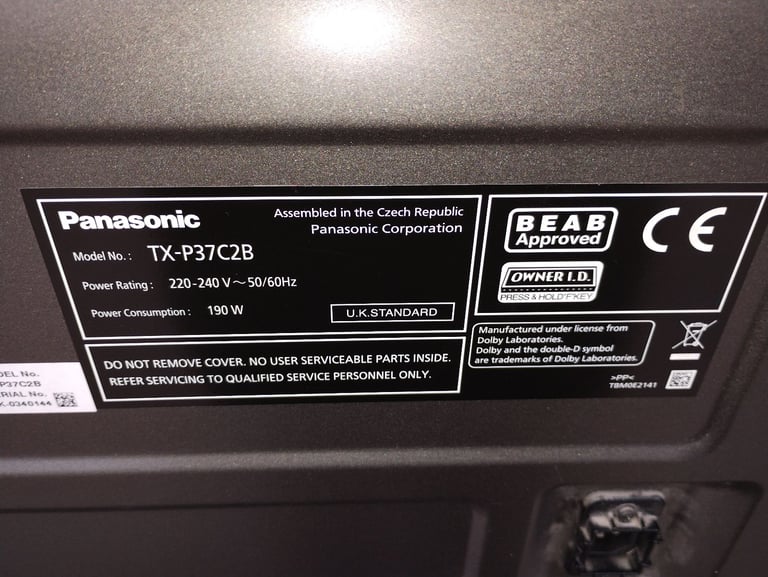 Panasonic
Assembled in the Czech Republic
Panasonic Corporation
Model No. : TX-P37C2B
Power Rating : 220-240 V ~ 50/60Hz
Power Consumption : 190 W
U.K.STANDARD
DO NOT REMOVE COVER. NO USER SERVICEABLE PARTS INSIDE.
REFER SERVICING TO QUALIFIED SERVICE PERSONNEL ONLY.
BEAB
Approved
CE
OWNER I.D.
PRESS & HOLD'F'KEY
Manufactured under license from
Dolby Laboratories.
Dolby and the double-D symbol
are trademarks of Dolby Laboratories.
>PP<
TBM0E2141
DEL No.
P37C2B
ERIAL No.
K-0340144